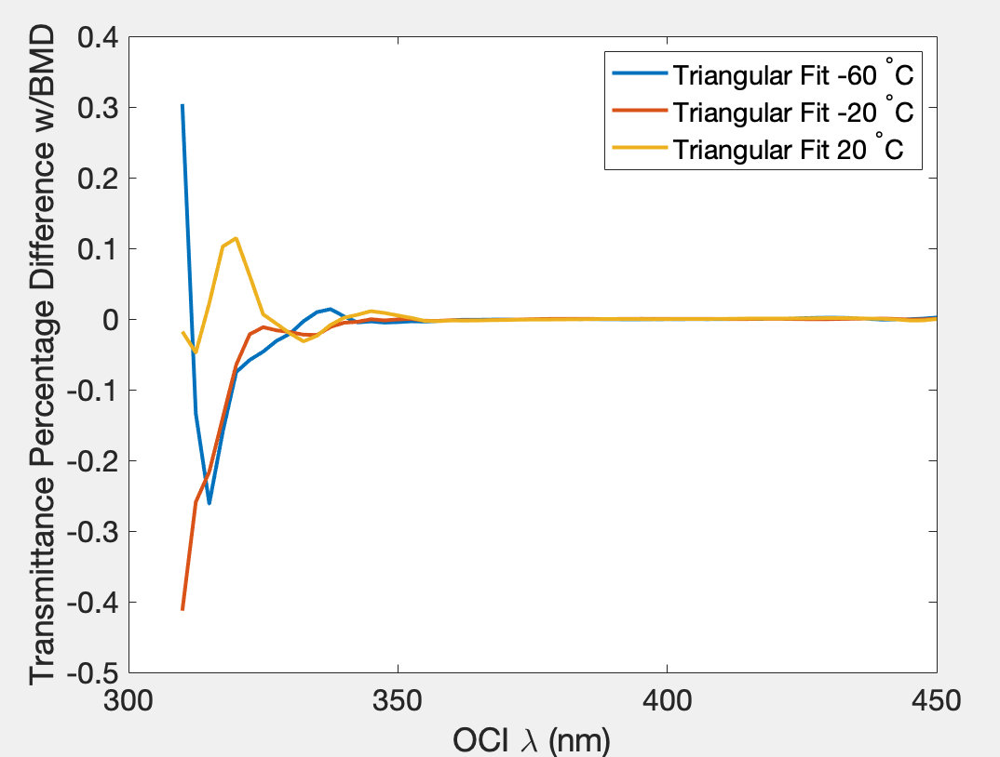 Transmittance Percentage Difference w/BMD
0.4
0.3
0.2
0.1
0
-0.1
-0.2
-0.3
-0.4
-0.5
Triangular Fit -60 °C
Triangular Fit -20 °C
Triangular Fit 20 °C
300 350 400 450
OCI λ (nm)